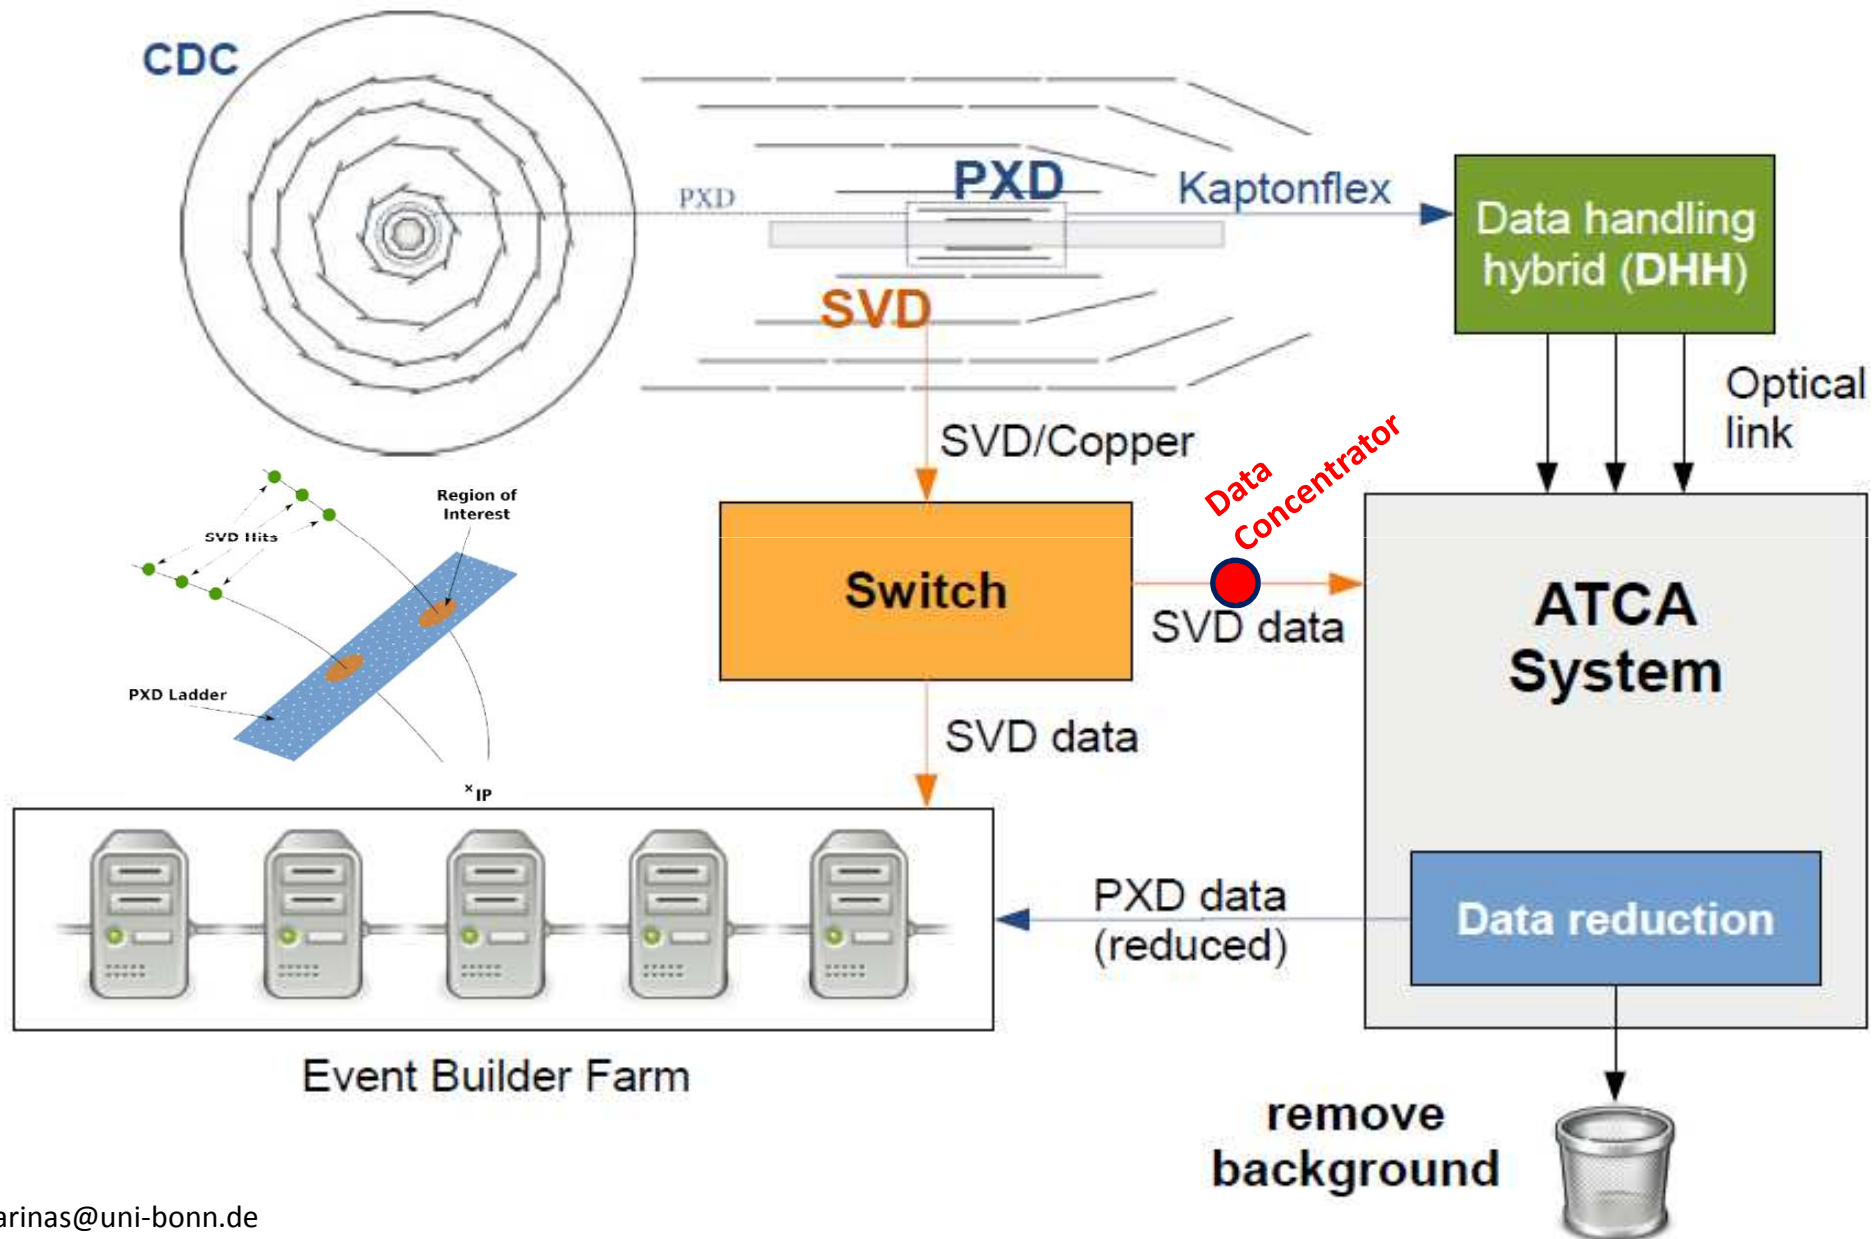 CDC
PXD
PXD
Kaptonflex
Data handling
hybrid (DHH)
SVD
Optical
link
SVD/Copper
Data
Concentrator
Region of
Interest
SVD Hits
Switch
SVD data
ATCA
System
PXD Ladder
SVD data
×IP
PXD data
(reduced)
Data reduction
Event Builder Farm
remove
background
arinas@uni-bonn.de